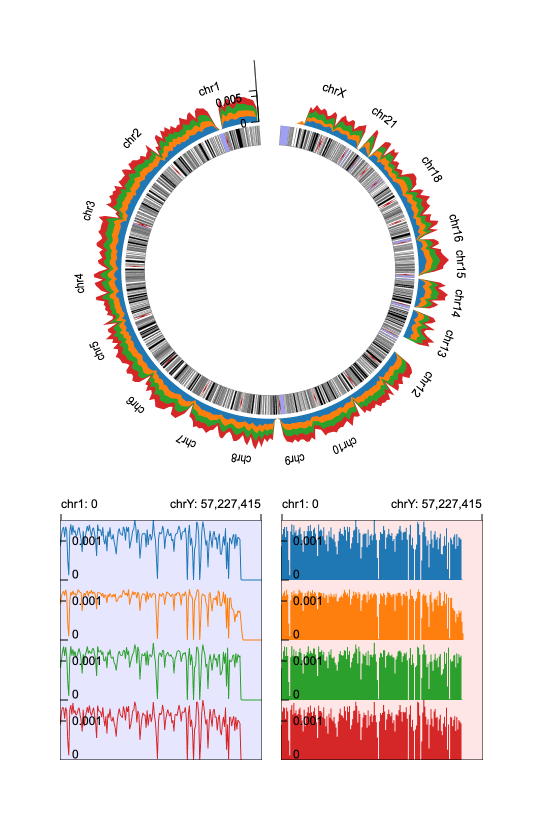 chr1
0.005
0
chrX
chr2
chr21
chr18
chr3
chr16
chr15
chr4
chr14
chr5
chr13
chr6
chr12
chr7
chr10
chr8
chr9
chr1: 0 chrY: 57,227,415 chr1: 0 chrY: 57,227,415
0.001 0.001
0 0
0.001 0.001
0 0
0.001 0.001
0 0
0.001 0.001
0 0